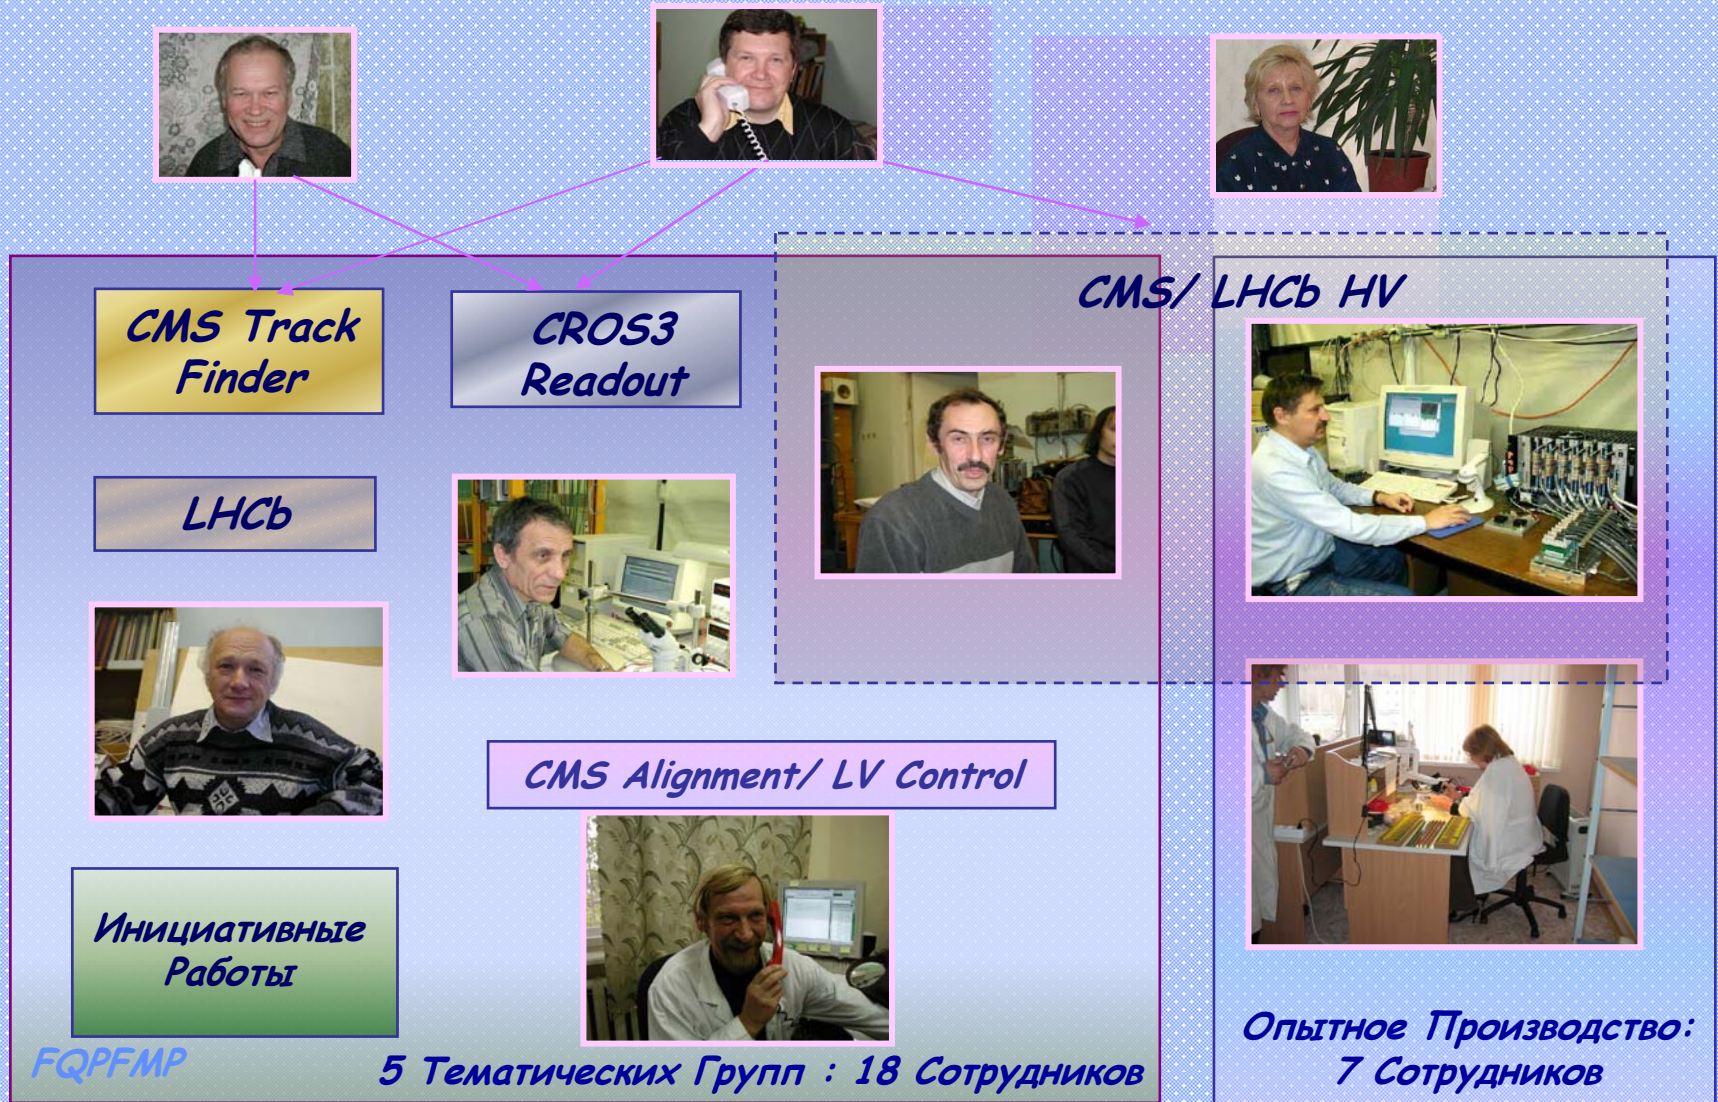 CMS Track
Finder
CROS3
Readout
CMS/ LHCb HV
LHCb
CMS Alignment/ LV Control
Инициативные
Работы
FQPFMP
5 Тематических Групп : 18 Сотрудников
Опытное Производство:
7 Сотрудников